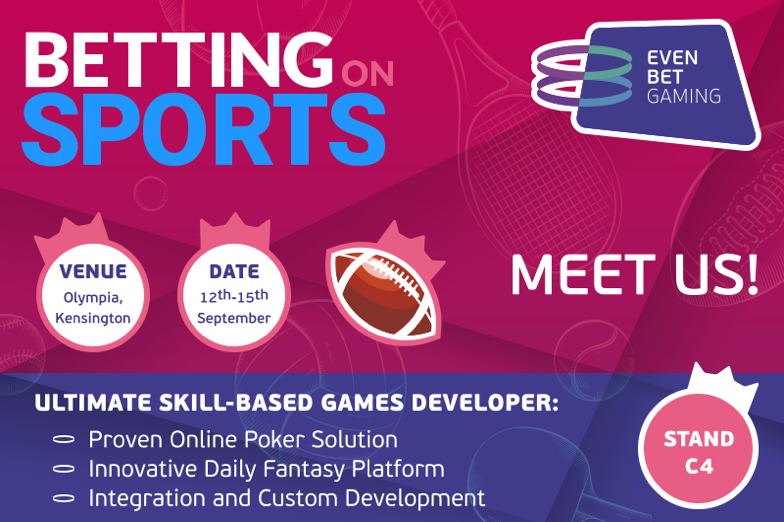 BETTING ON
SPORTS
EVEN
BET
GAMING
VENUE
Olympia,
Kensington
DATE
12th-15th
September
MEET US!
ULTIMATE SKILL-BASED GAMES DEVELOPER:
Proven Online Poker Solution
Innovative Daily Fantasy Platform
Integration and Custom Development
STAND
C4